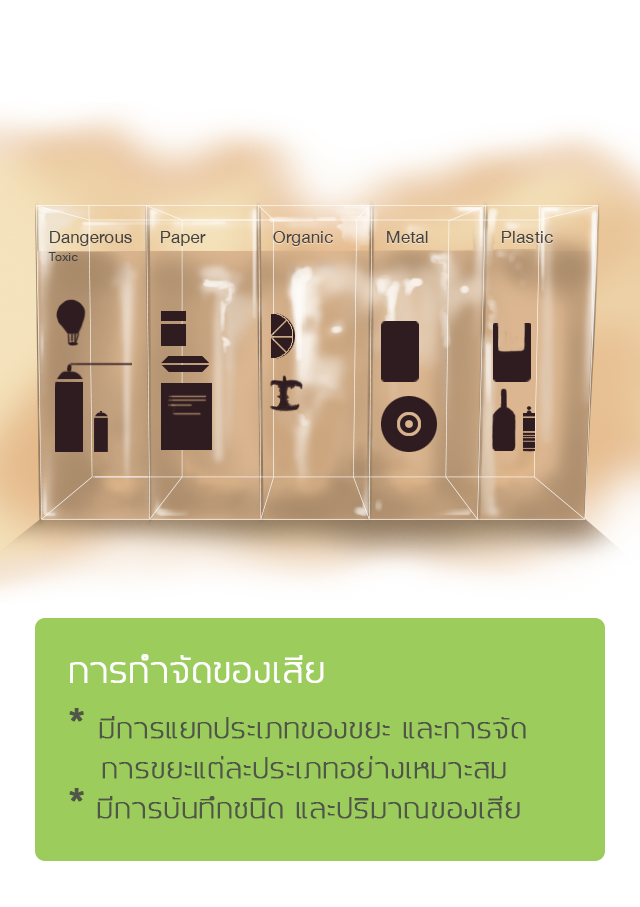 Dangerous Paper Organic Metal Plastic
Toxic
การกำจัดของเสีย
* มีการแยกประเภทของขยะ และการจัด
การขยะแต่ละประเภทอย่างเหมาะสม
* มีการบันทึกชนิด และปริมาณของเสีย